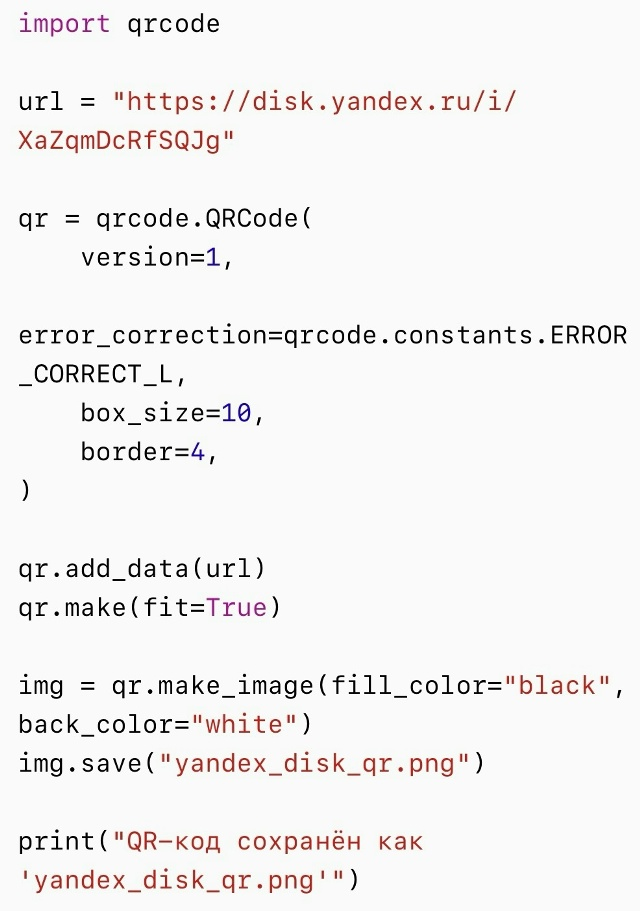 import qrcode
url = "https://disk.yandex.ru/i/
XaZqmDcRfSQJg"
qr = qrcode.QRCode(
    version=1,
error_correction=qrcode.constants.ERROR
_CORRECT_L,
    box_size=10,
    border=4,
)
qr.add_data(url)
qr.make(fit=True)
img = qr.make_image(fill_color="black",
back_color="white")
img.save("yandex_disk_qr.png")
print("QR-код сохранён как
'yandex_disk_qr.png'")